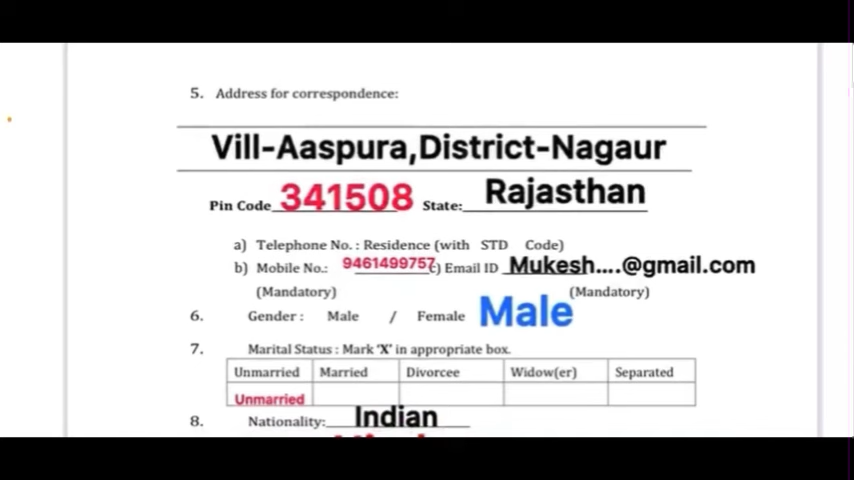 5. Address for correspondence:
Vill-Aaspura,District-Nagaur
Pin Code 341508 State: Rajasthan
a) Telephone No. : Residence (with STD Code)
b) Mobile No.: 9461499757 c) Email ID Mukesh....@gmail.com
(Mandatory) (Mandatory)
6. Gender : Male / Female Male
7. Marital Status : Mark 'X' in appropriate box.
Unmarried Married Divorcee Widow(er) Separated
Unmarried
8. Nationality: Indian